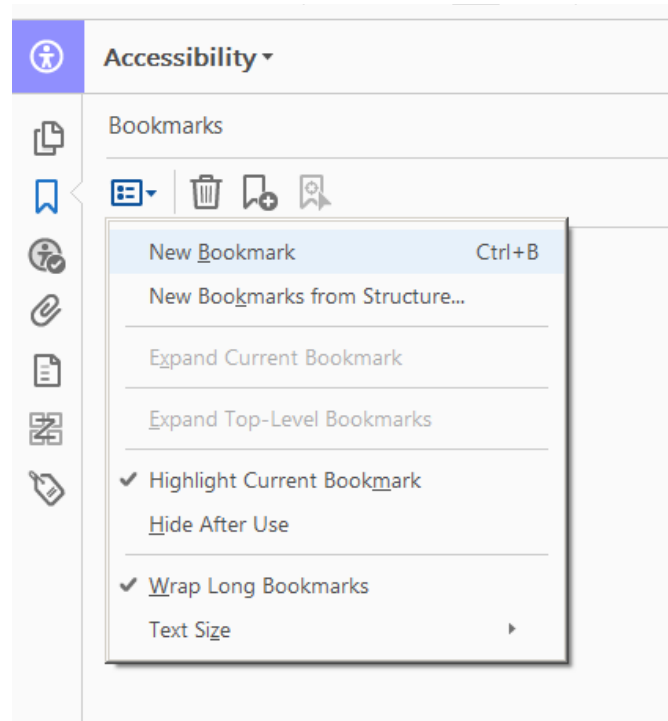 Accessibility
Bookmarks
New Bookmark Ctrl+B
New Bookmarks from Structure...
Expand Current Bookmark
Expand Top-Level Bookmarks
Highlight Current Bookmark
Hide After Use
Wrap Long Bookmarks
Text Size